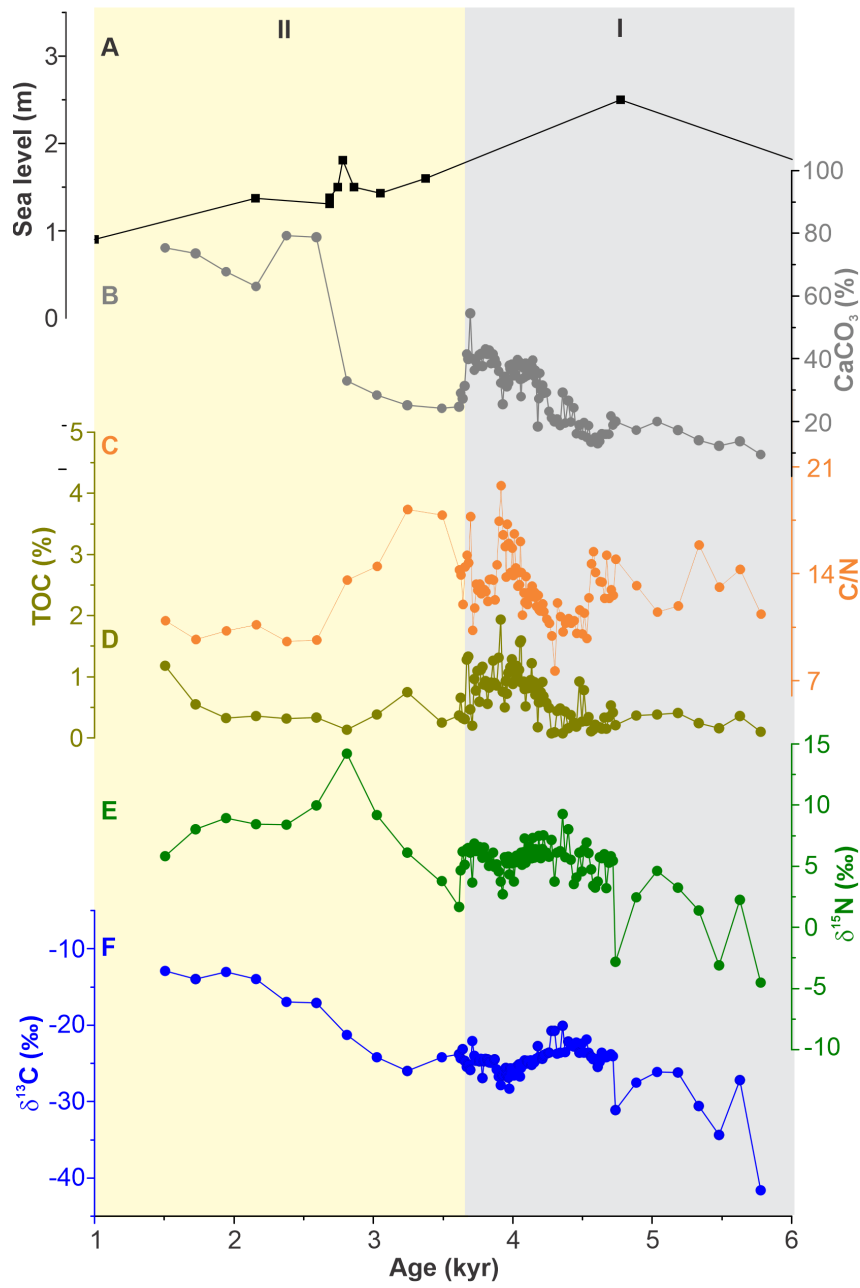 II
I
A
3
2
1
0
Sea level (m)
100
80
60
40
20
CaCO₃ (%)
B
C
5
4
3
2
1
0
TOC (%)
21
14
7
C/N
D
E
15
10
5
0
-5
-10
δ¹⁵N (‰)
F
-10
-20
-30
-40
δ¹³C (‰)
1 2 3 4 5 6
Age (kyr)